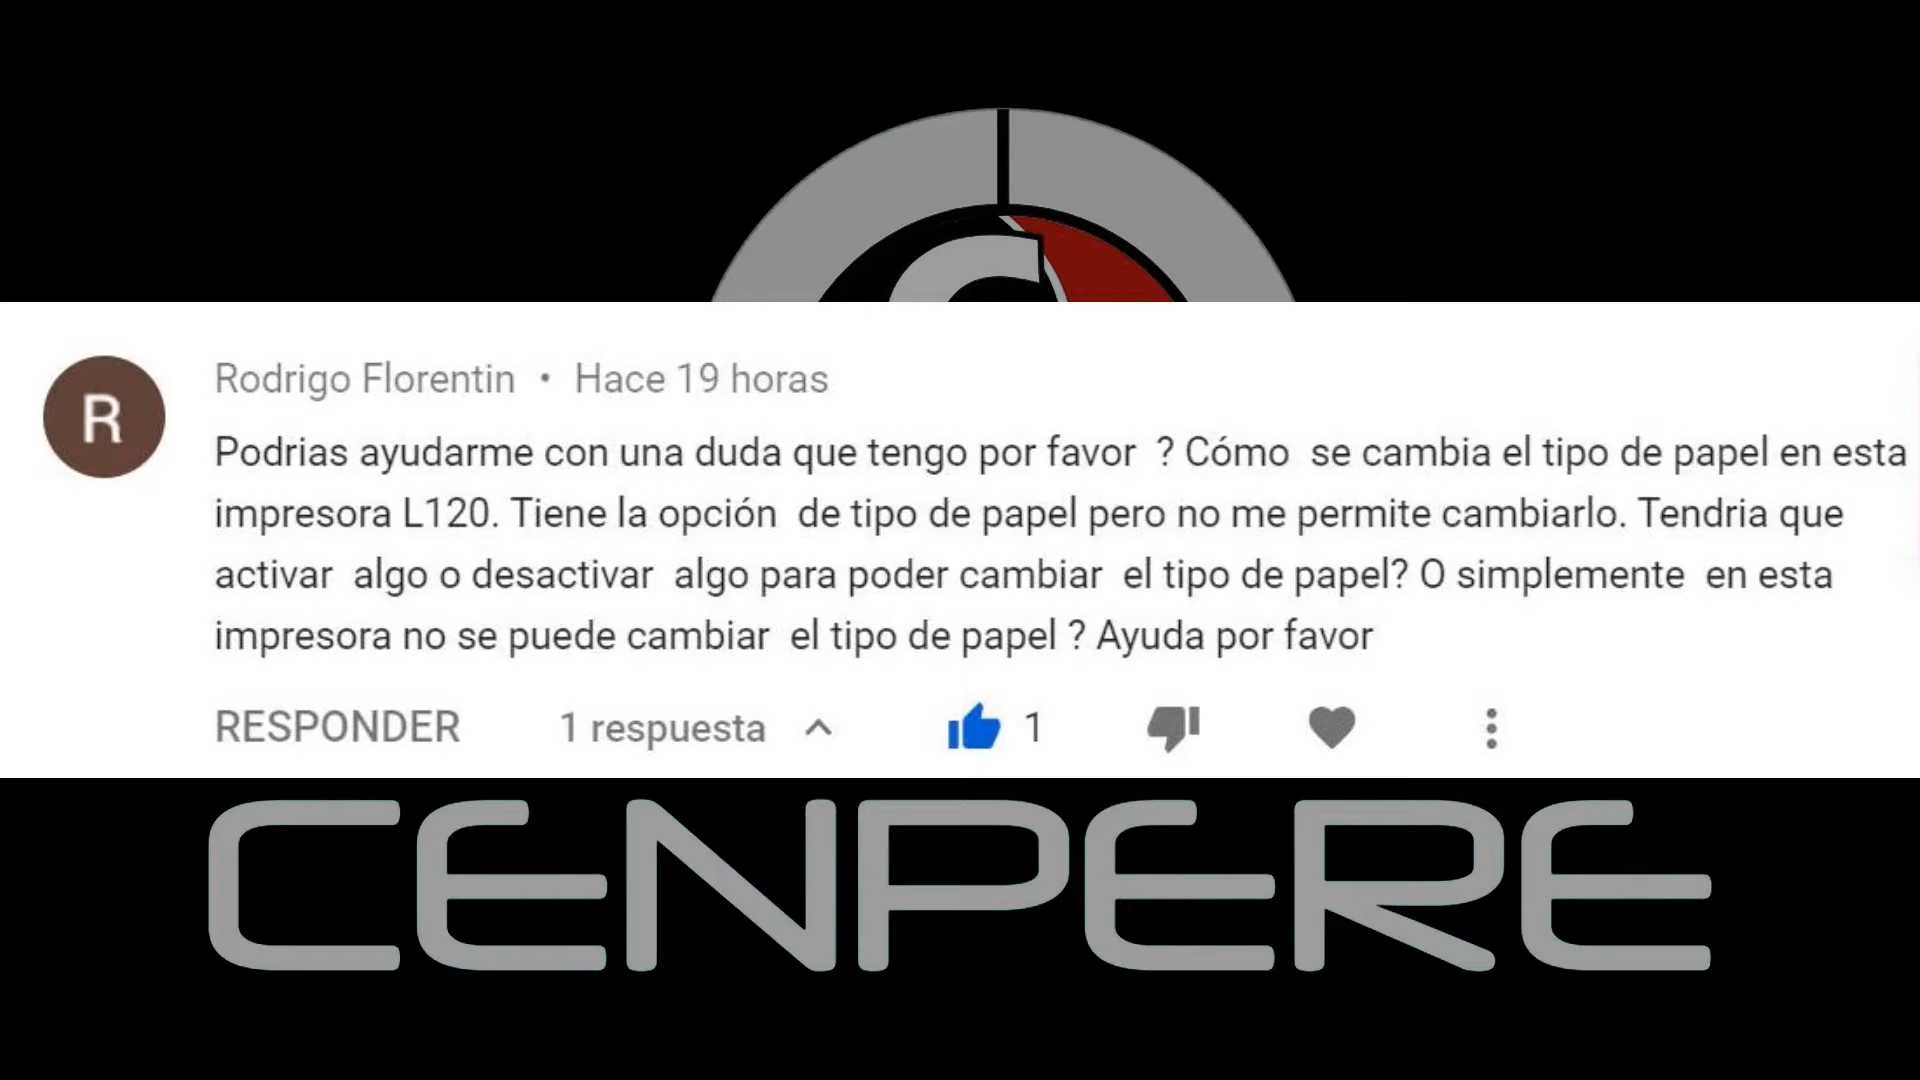 R
Rodrigo Florentin • Hace 19 horas
Podrias ayudarme con una duda que tengo por favor ? Cómo se cambia el tipo de papel en esta
impresora L120. Tiene la opción de tipo de papel pero no me permite cambiarlo. Tendria que
activar algo o desactivar algo para poder cambiar el tipo de papel? O simplemente en esta
impresora no se puede cambiar el tipo de papel ? Ayuda por favor
RESPONDER 1 respuesta 1
CENPERE